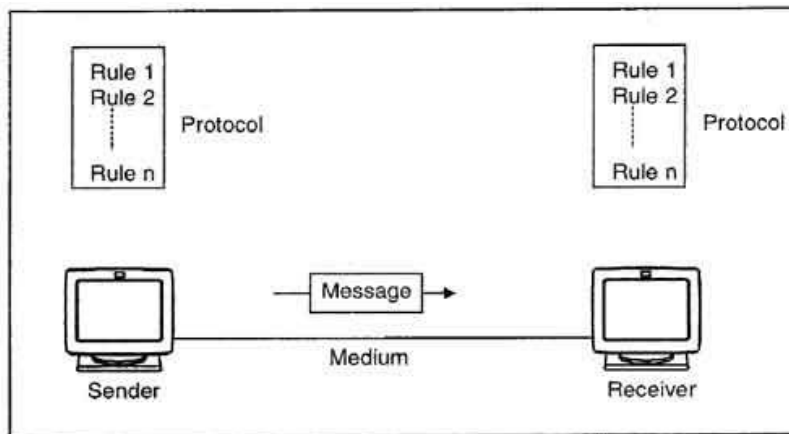 Rule 1
Rule 2
Rule n
Protocol
Rule 1
Rule 2
Rule n
Protocol
Message
Medium
Sender
Receiver